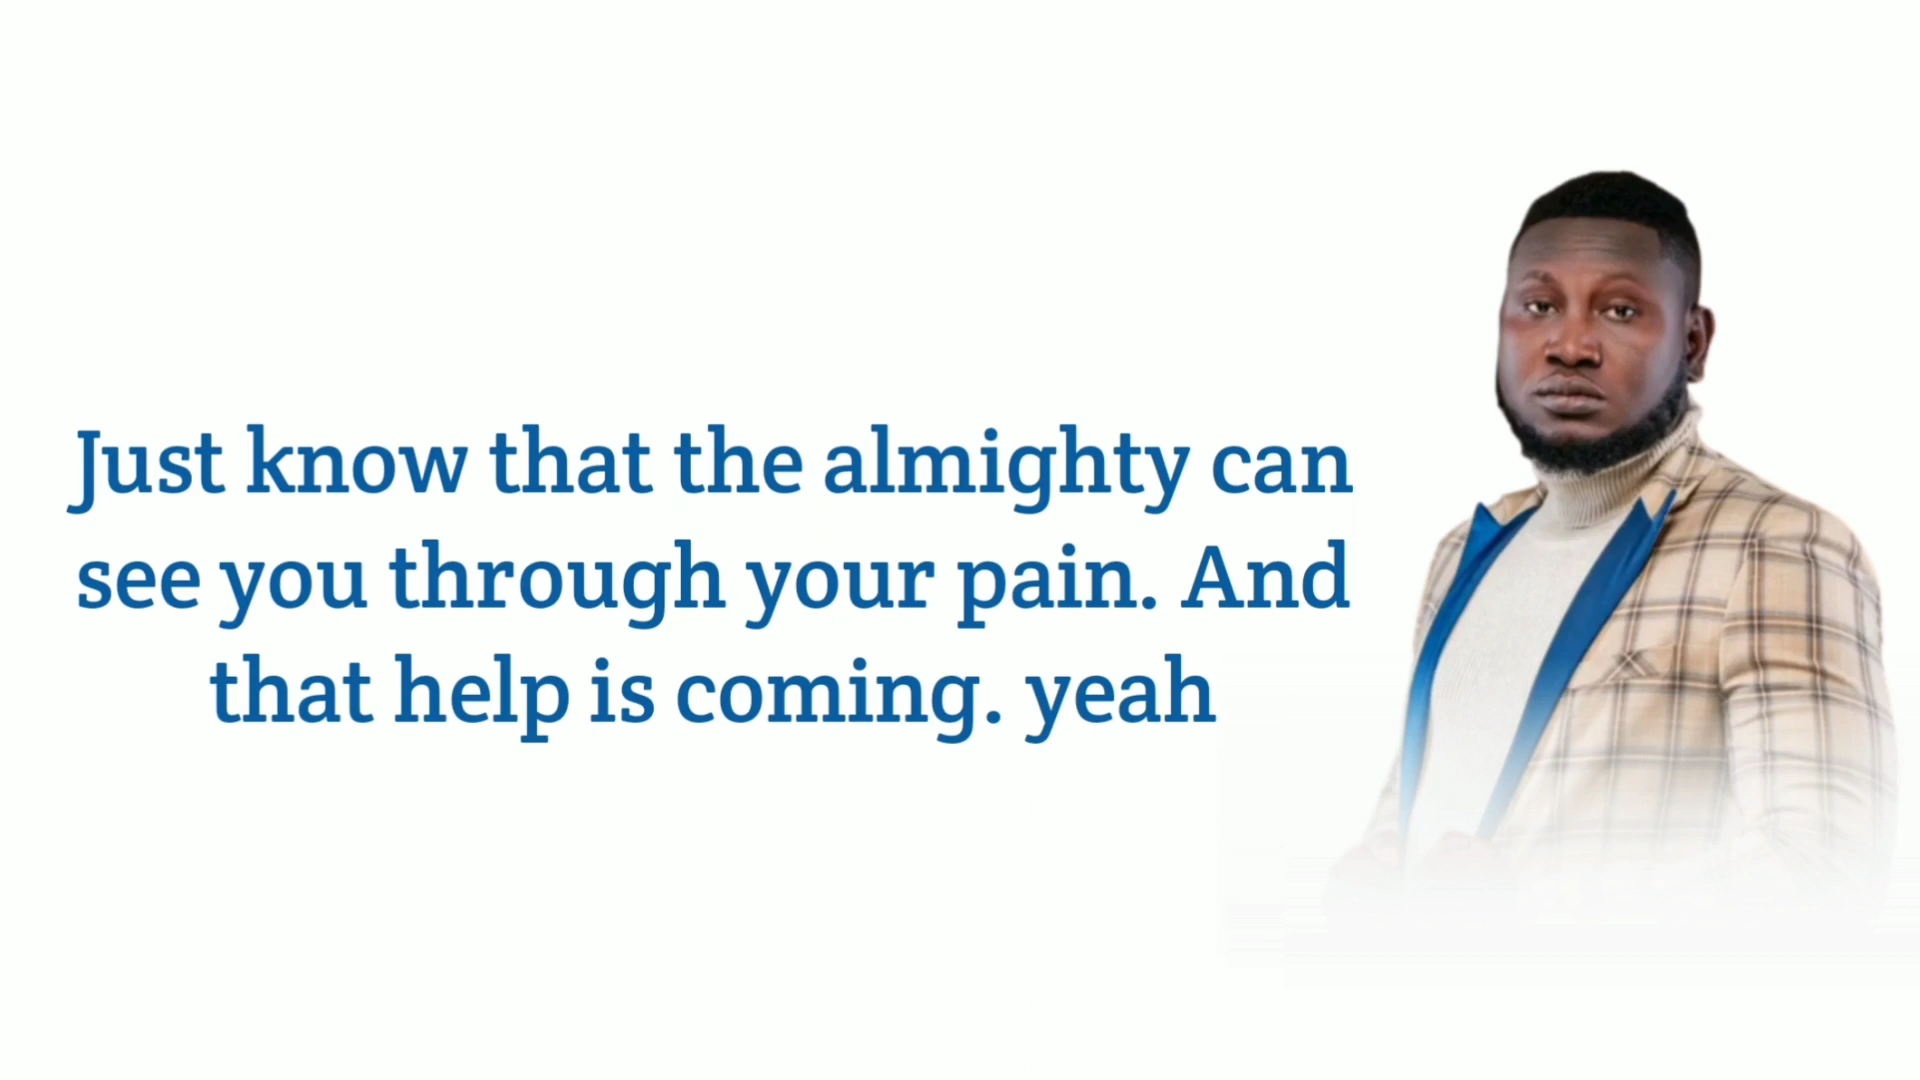 Just know that the almighty can
see you through your pain. And
that help is coming. yeah